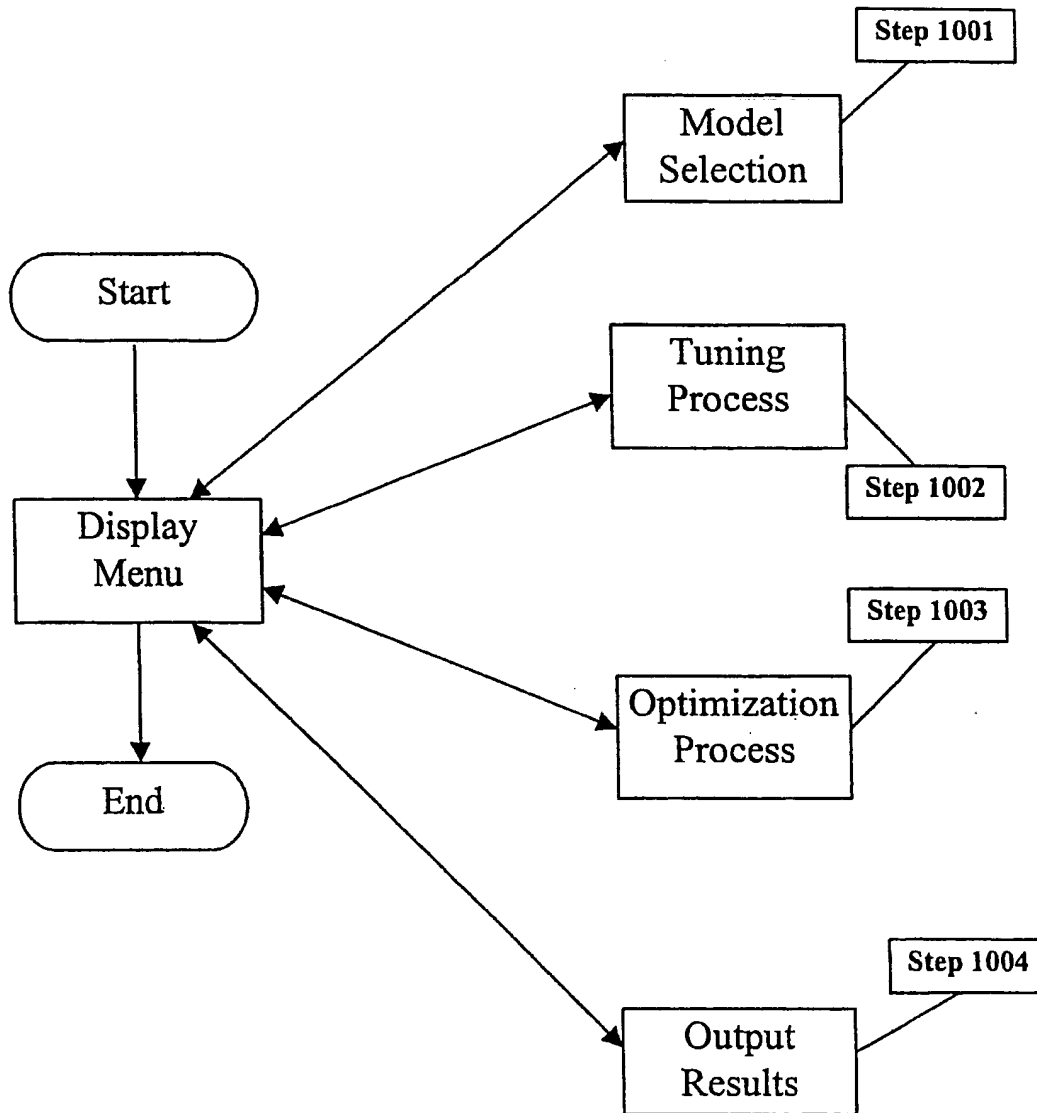 Step 1001
Model
Selection
Start
Tuning
Process
Step 1002
Display
Menu
Step 1003
Optimization
Process
End
Step 1004
Output
Results